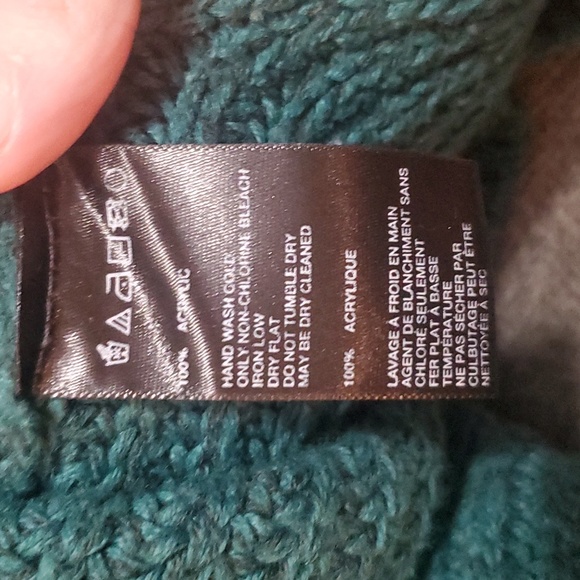 100% ACRYLIC
HAND WASH COLD
ONLY NON-CHLORINE BLEACH
IRON LOW
DRY FLAT
DO NOT TUMBLE DRY
MAY BE DRY CLEANED
100% ACRYLIQUE
LAVAGE À FROID EN MAIN
AGENT DE BLANCHIMENT SANS
CHLORE SEULEMENT
FER PLAT À BASSE
TEMPÉRATURE
NE PAS SÉCHER PAR
CULBUTAGE PEUT ÊTRE
NETTOYÉE À SEC